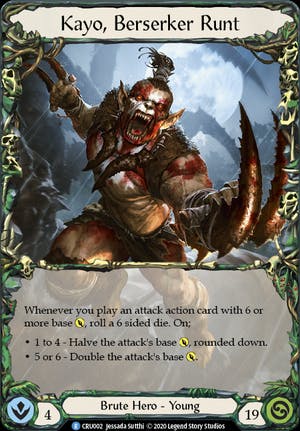 Kayo, Berserker Runt
Whenever you play an attack action card with 6 or
more base , roll a 6 sided die. On;
• 1 to 4 - Halve the attack's base , rounded down.
• 5 or 6 - Double the attacks base .
4
Brute Hero - Young
19
R CRU002 Jessada Sutthi © 2020 Legend Story Studios